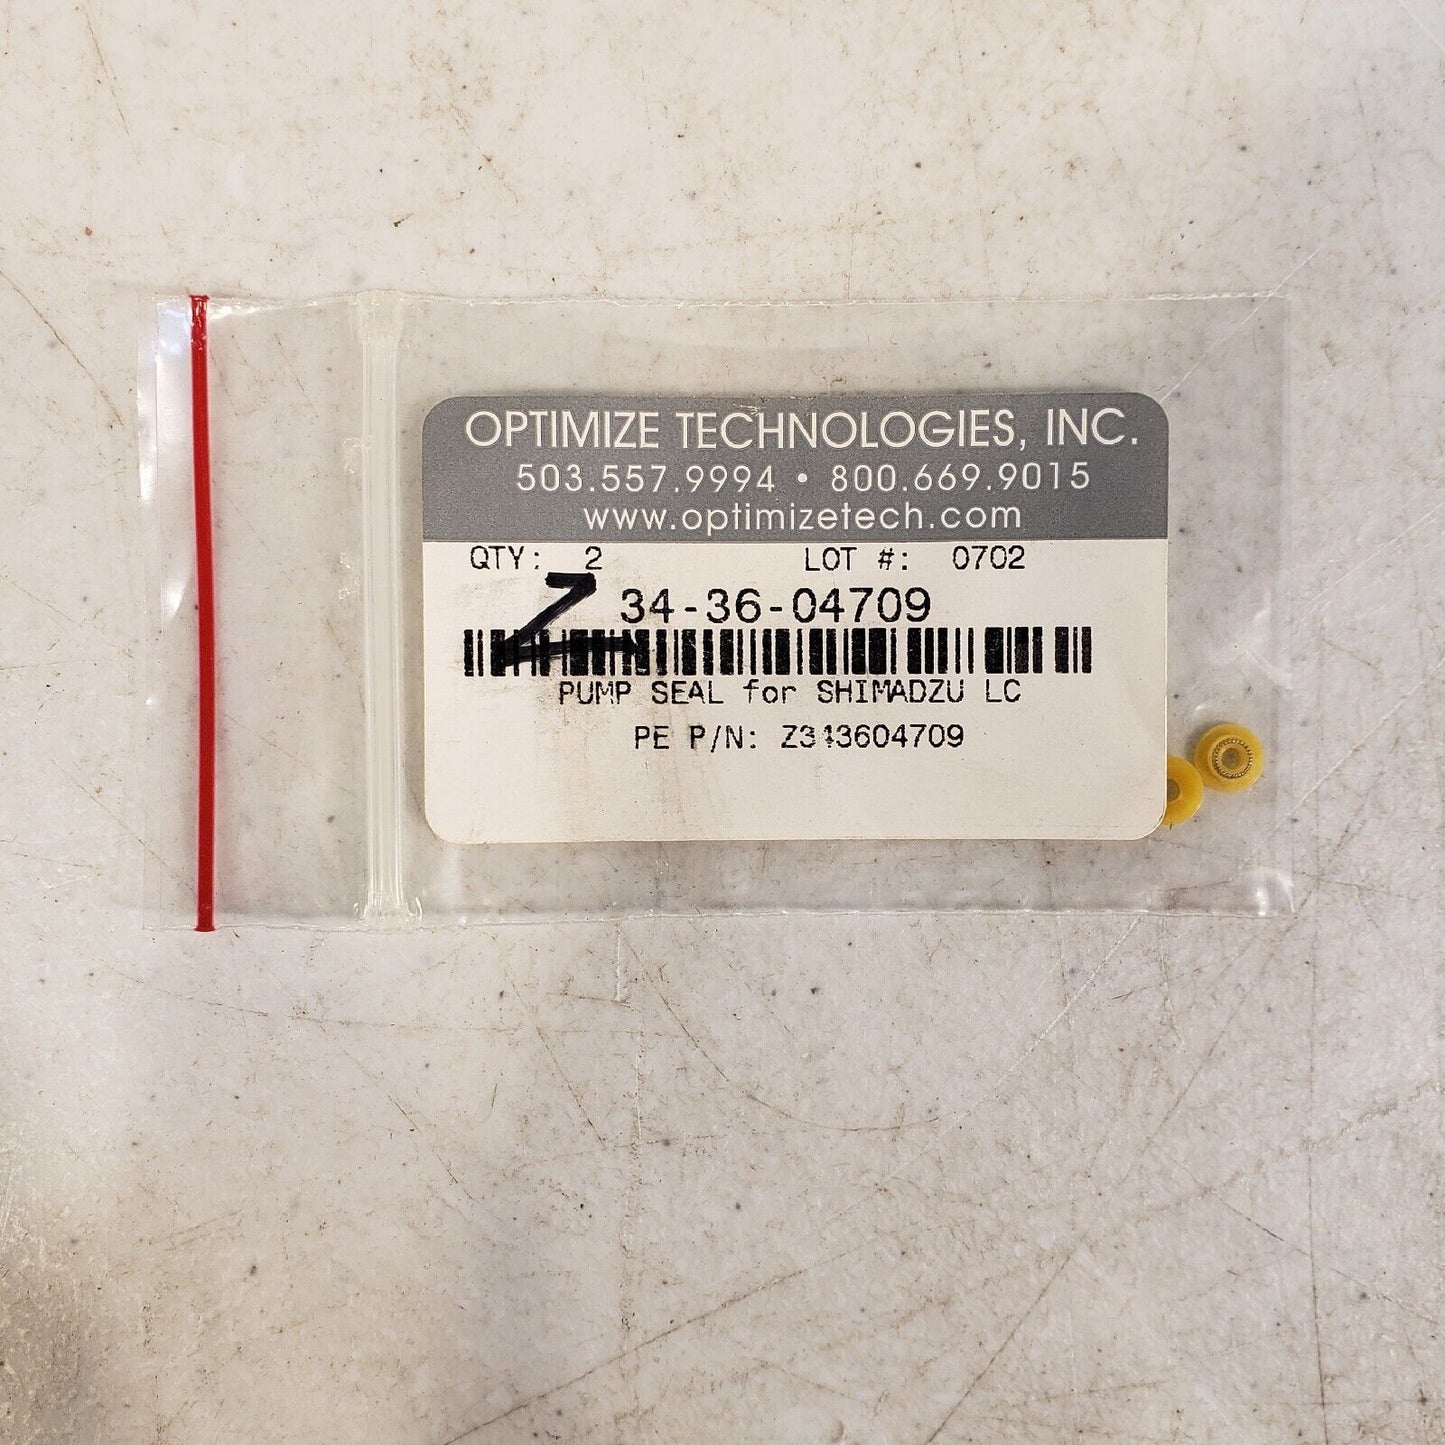 OPTIMIZE TECHNOLOGIES, INC.
503.557.9994 • 800.669.9015
www.optimizetech.com
QTY: 2 LOT #: 0702
Z 34-36-04709
PUMP SEAL for SHIMADZU LC
PE P/N: Z343604709